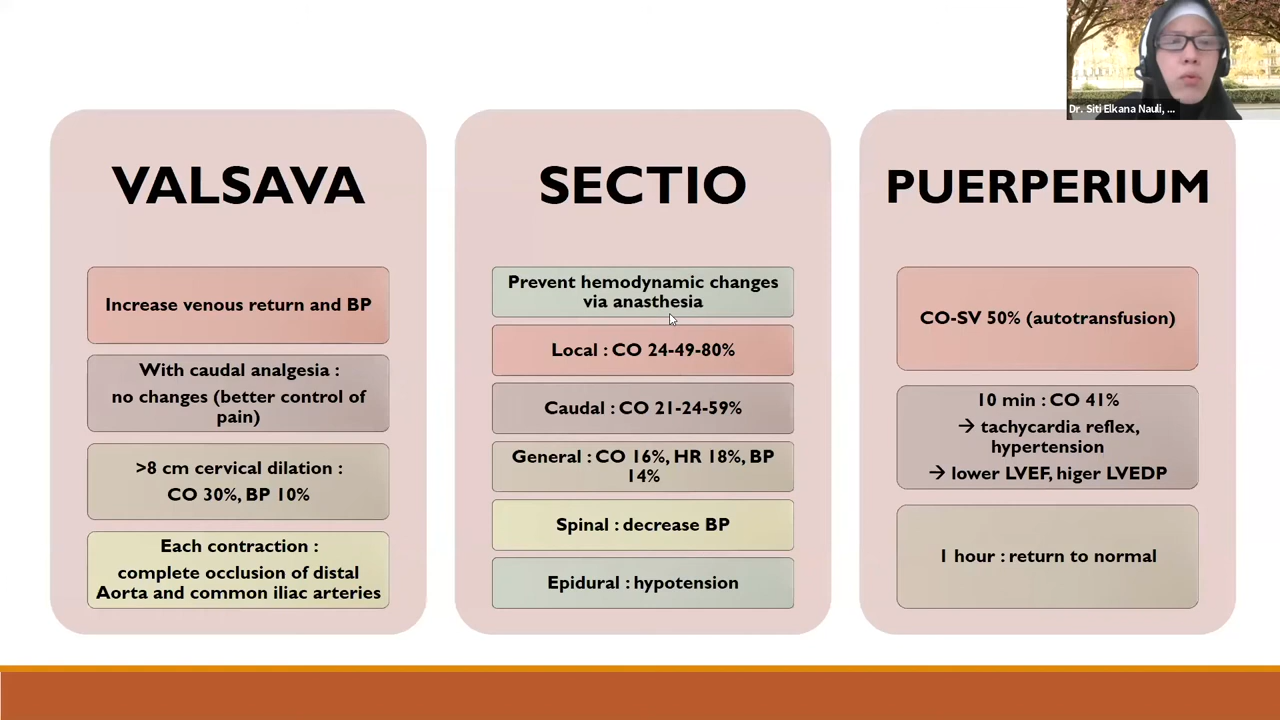 Dr. Siti Elkana Nauli, ...
VALSAVA
Increase venous return and BP
With caudal analgesia :
no changes (better control of
pain)
>8 cm cervical dilation :
CO 30%, BP 10%
Each contraction :
complete occlusion of distal
Aorta and common iliac arteries
SECTIO
Prevent hemodynamic changes
via anasthesia
Local : CO 24-49-80%
Caudal : CO 21-24-59%
General : CO 16%, HR 18%, BP
14%
Spinal : decrease BP
Epidural : hypotension
PUERPERIUM
CO-SV 50% (autotransfusion)
10 min : CO 41%
→ tachycardia reflex,
hypertension
→ lower LVEF, higer LVEDP
1 hour : return to normal